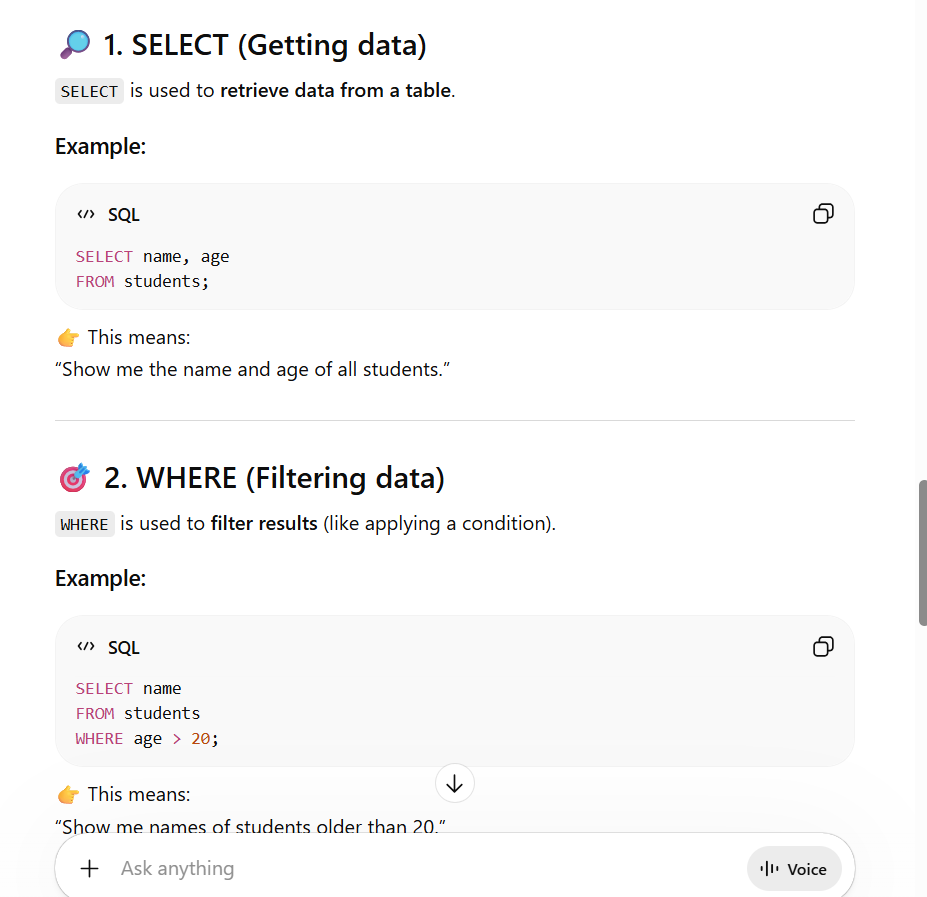 🔎 1. SELECT (Getting data)
SELECT is used to retrieve data from a table.
Example:
SQL
SELECT name, age
FROM students;
👉 This means:
“Show me the name and age of all students.”
🎯 2. WHERE (Filtering data)
WHERE is used to filter results (like applying a condition).
Example:
SQL
SELECT name
FROM students
WHERE age > 20;
👉 This means:
“Show me names of students older than 20.”
Ask anything
Voice